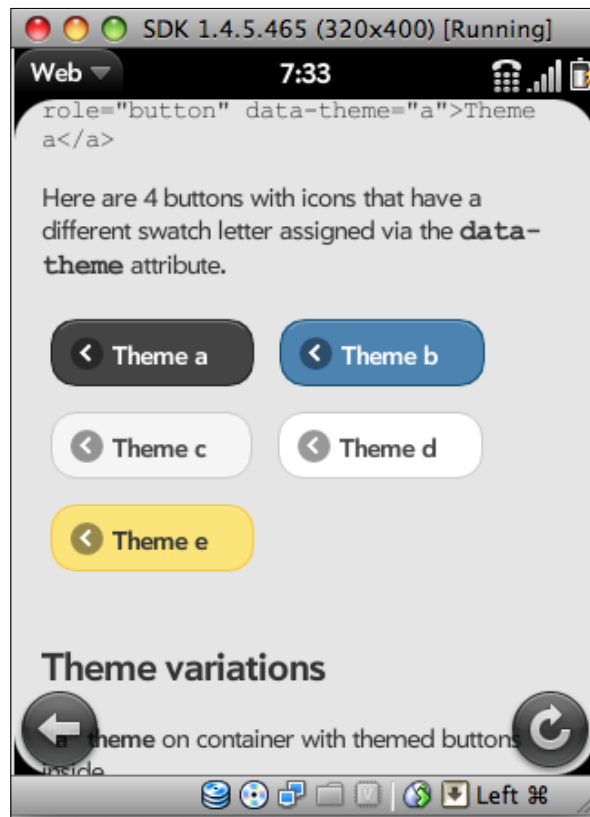 SDK 1.4.5.465 (320x400) [Running]
Web 7:33
role="button" data-theme="a">Theme
a</a>
Here are 4 buttons with icons that have a
different swatch letter assigned via the data-
theme attribute.
Theme a Theme b
Theme c Theme d
Theme e
Theme variations
"a" theme on container with themed buttons
inside
Left ⌘